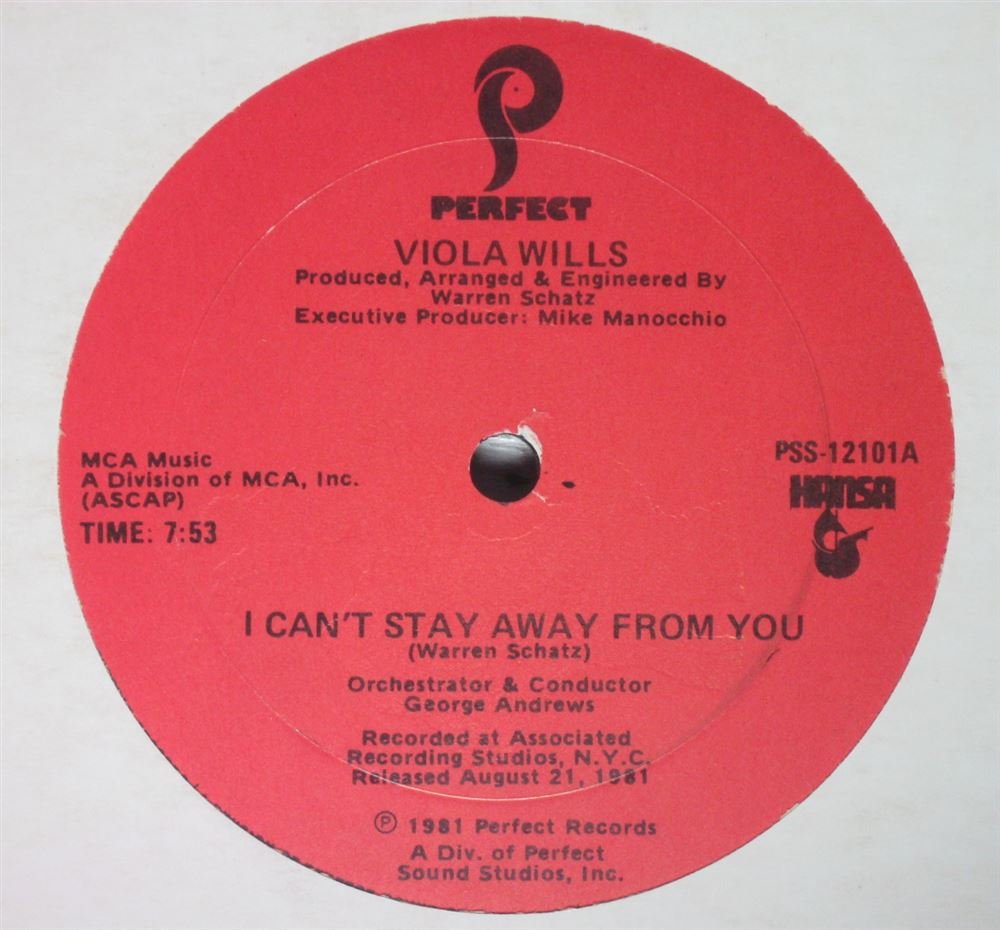 PERFECT
VIOLA WILLS
Produced, Arranged & Engineered By
Warren Schatz
Executive Producer: Mike Manocchio
MCA Music
A Division of MCA, Inc.
(ASCAP)
TIME: 7:53
PSS-12101A
HANSA
I CAN'T STAY AWAY FROM YOU
(Warren Schatz)
Orchestrator & Conductor
George Andrews
Recorded at Associated
Recording Studios, N.Y.C.
Released August 21, 1981
℗ 1981 Perfect Records
A Div. of Perfect
Sound Studios, Inc.